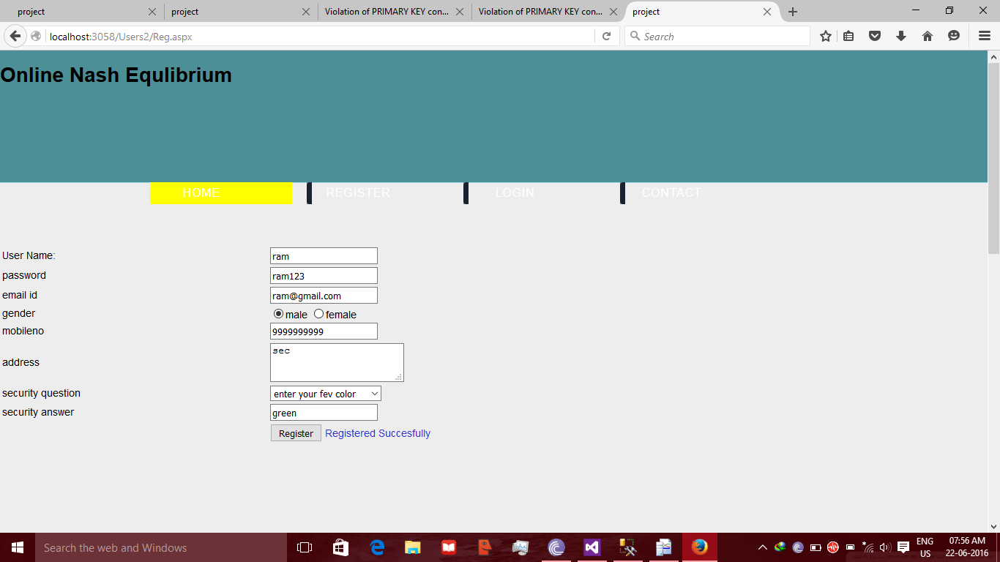 project project Violation of PRIMARY KEY con... Violation of PRIMARY KEY con... project
localhost:3058/Users2/Reg.aspx Search
Online Nash Equlibrium
HOME REGISTER LOGIN CONTACT
User Name: ram
password ram123
email id ram@gmail.com
gender male female
mobileno 9999999999
address sec
security question enter your fev color
security answer green
Register Registered Succesfully
Search the web and Windows
ENG 07:56 AM
US 22-06-2016